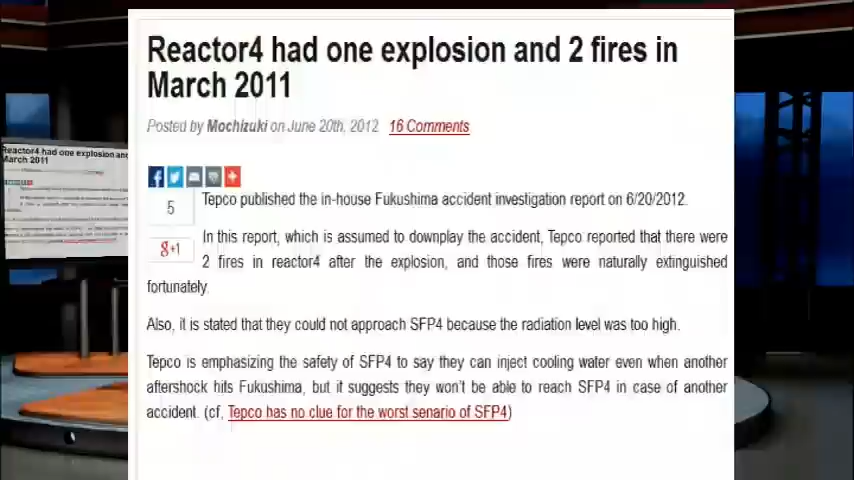 Reactor4 had one explosion and 2 fires in
March 2011
Posted by Mochizuki on June 20th, 2012 16 Comments
5
Tepco published the in-house Fukushima accident investigation report on 6/20/2012.
g+1
In this report, which is assumed to downplay the accident, Tepco reported that there were
2 fires in reactor4 after the explosion, and those fires were naturally extinguished
fortunately.
Also, it is stated that they could not approach SFP4 because the radiation level was too high.
Tepco is emphasizing the safety of SFP4 to say they can inject cooling water even when another
aftershock hits Fukushima, but it suggests they won't be able to reach SFP4 in case of another
accident. (cf, Tepco has no clue for the worst senario of SFP4)
Reactor4 had one explosion an
March 2011